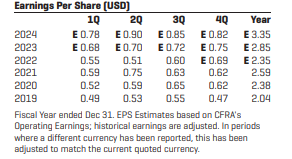 Earnings Per Share (USD)
1Q 2Q 3Q 4Q Year
2024 E 0.78 E 0.90 E 0.85 E 0.82 E 3.35
2023 E 0.68 E 0.70 E 0.72 E 0.75 E 2.85
2022 0.55 0.51 0.60 E 0.69 E 2.35
2021 0.59 0.75 0.63 0.62 2.59
2020 0.52 0.59 0.65 0.62 2.38
2019 0.49 0.53 0.55 0.47 2.04
Fiscal Year ended Dec 31. EPS Estimates based on CFRA's
Operating Earnings; historical earnings are adjusted. In periods
where a different currency has been reported, this has been
adjusted to match the current quoted currency.